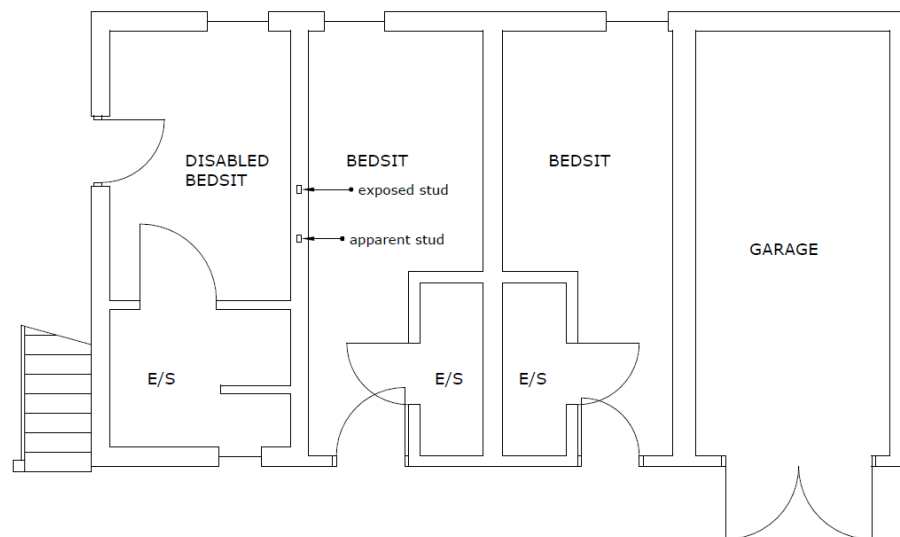 DISABLED
BEDSIT
BEDSIT
BEDSIT
exposed stud
apparent stud
GARAGE
E/S
E/S
E/S